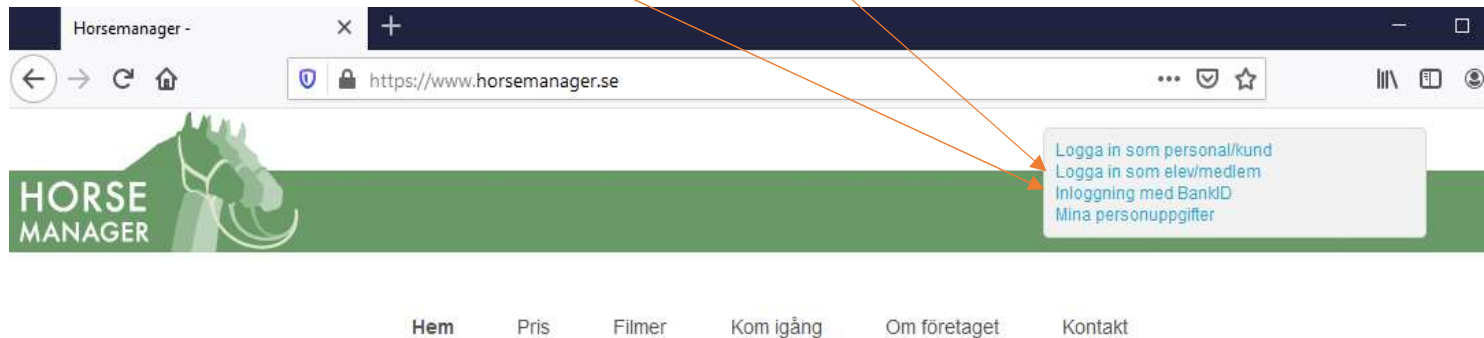 Horsemanager -
https://www.horsemanager.se
Logga in som personal/kund
Logga in som elev/medlem
Inloggning med BankID
Mina personuppgifter
HORSE
MANAGER
Hem Pris Filmer Kom igång Om företaget Kontakt